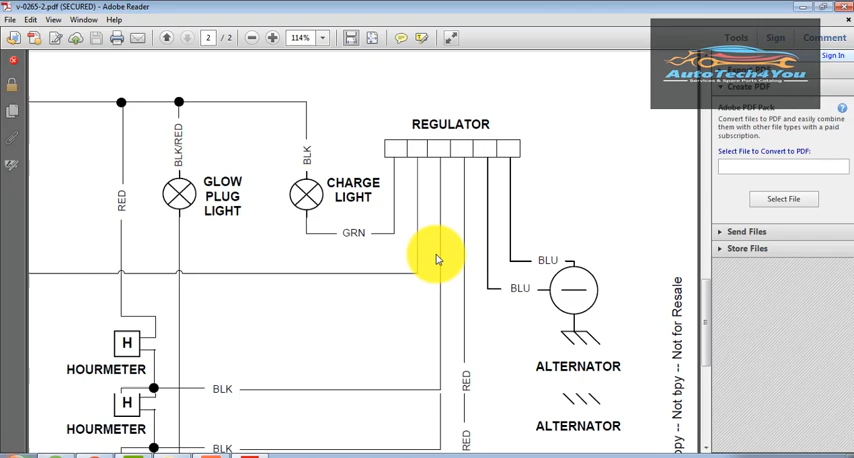 v-0265-2.pdf (SECURED) - Adobe Reader
File Edit View Window Help
2 / 2
114%
Tools Sign Comment
Sign In
AutoTech4You
Services & Spare Parts Catalog
Create PDF
Adobe PDF Pack
Convert files to PDF and easily combine
them with other file types with a paid
subscription.
Select File to Convert to PDF:
Select File
Send Files
Store Files
REGULATOR
RED
BLK/RED
BLK
GLOW
PLUG
LIGHT
CHARGE
LIGHT
GRN
BLU
BLU
H
HOURMETER
ALTERNATOR
RED
BLK
H
HOURMETER
ALTERNATOR
RED
BLK
Not for Resale